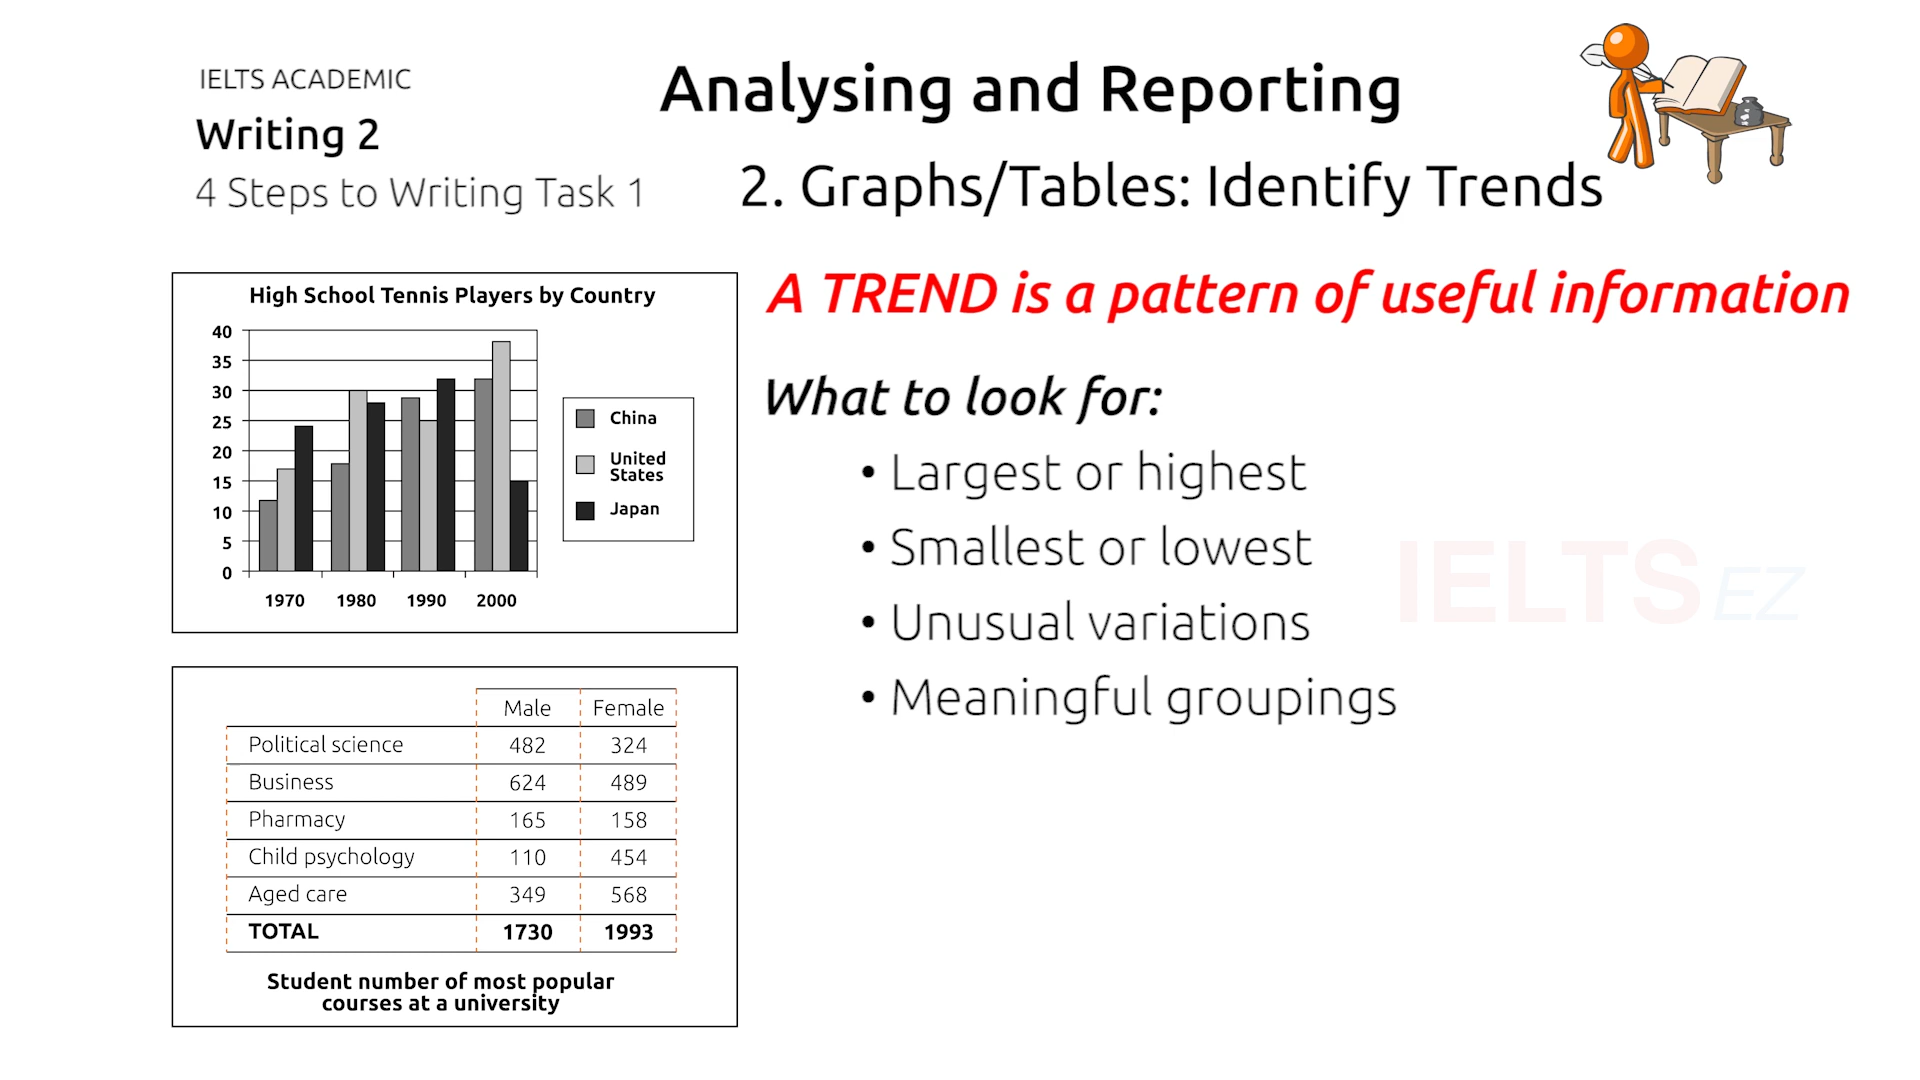 IELTS ACADEMIC
Writing 2
4 Steps to Writing Task 1
Analysing and Reporting
2. Graphs/Tables: Identify Trends
High School Tennis Players by Country
40
35
30
25
20
15
10
5
0
1970 1980 1990 2000
China
United
States
Japan
Male Female
Political science 482 324
Business 624 489
Pharmacy 165 158
Child psychology 110 454
Aged care 349 568
TOTAL 1730 1993
Student number of most popular
courses at a university
A TREND is a pattern of useful information
What to look for:
• Largest or highest
• Smallest or lowest
• Unusual variations
• Meaningful groupings
IELTS EZ